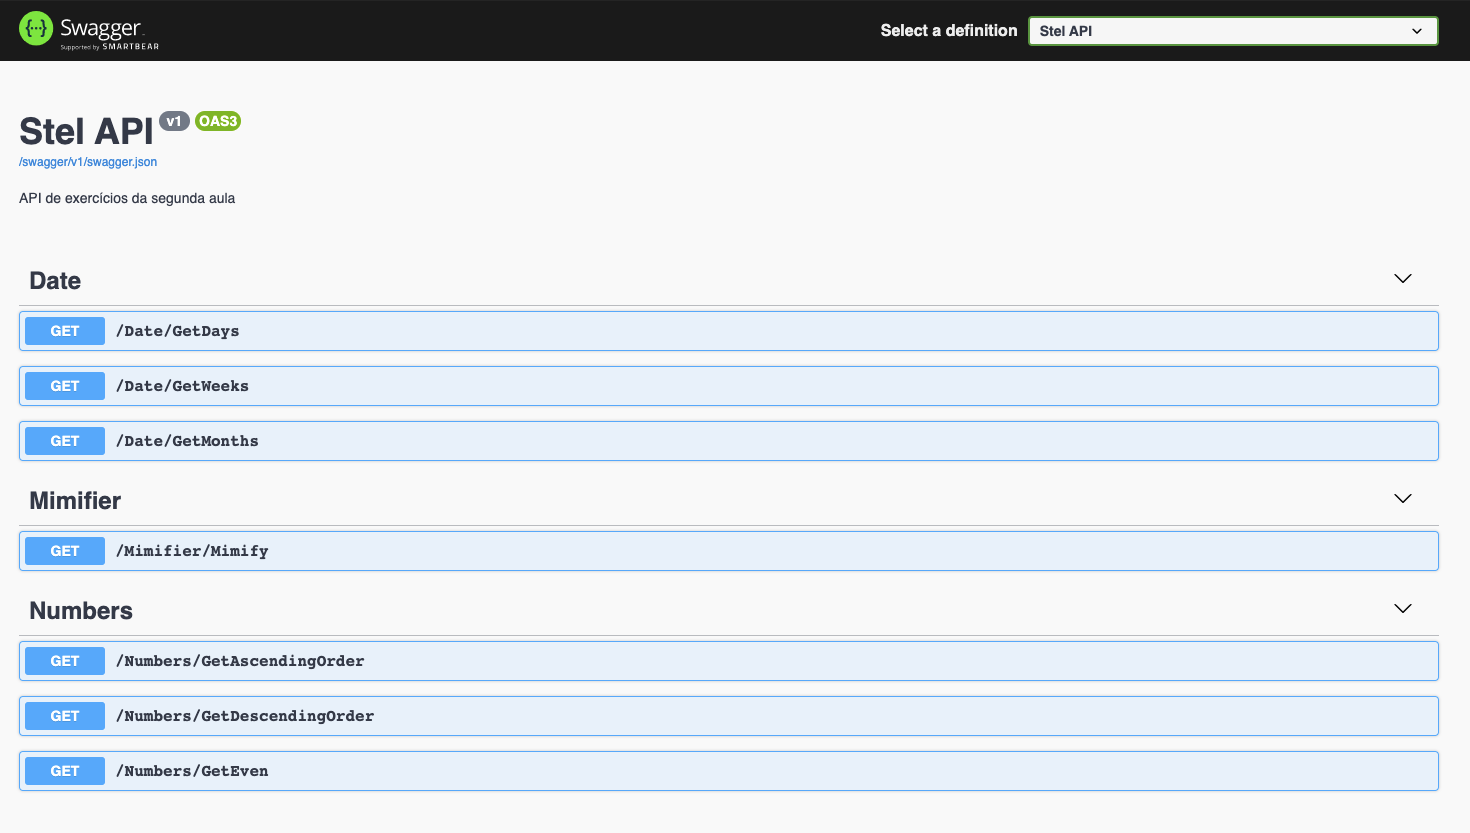 {··} Swagger
Supported by SMARTBEAR
Select a definition
Stel API
Stel API v1 OAS3
/swagger/v1/swagger.json
API de exercícios da segunda aula
Date
GET /Date/GetDays
GET /Date/GetWeeks
GET /Date/GetMonths
Mimifier
GET /Mimifier/Mimify
Numbers
GET /Numbers/GetAscendingOrder
GET /Numbers/GetDescendingOrder
GET /Numbers/GetEven